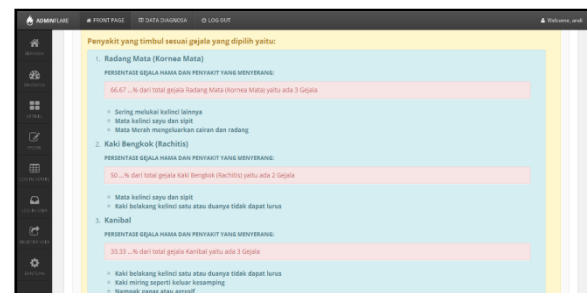 ADMINFLARE
FRONT PAGE
DATA DIAGNOSA
LOG OUT
Welcome, andi
Penyakit yang timbul sesuai gejala yang dipilih yaitu:
1. Radang Mata (Kornea Mata)
PERSENTASE GEJALA HAMA DAN PENYAKIT YANG MENYERANG:
66.67 ...% dari total gejala Radang Mata (Kornea Mata) yaitu ada 3 Gejala
Sering melukai kelinci lainnya
Mata kelinci sayu dan sipit
Mata Merah mengeluarkan cairan dan radang
2. Kaki Bengkok (Rachitis)
PERSENTASE GEJALA HAMA DAN PENYAKIT YANG MENYERANG:
50 ...% dari total gejala Kaki Bengkok (Rachitis) yaitu ada 2 Gejala
Mata kelinci sayu dan sipit
Kaki belakang kelinci satu atau duanya tidak dapat lurus
3. Kanibal
PERSENTASE GEJALA HAMA DAN PENYAKIT YANG MENYERANG:
33.33 ...% dari total gejala Kanibal yaitu ada 3 Gejala
Kaki belakang kelinci satu atau duanya tidak dapat lurus
Kaki miring seperti keluar kesamping
Nampak ganas atau agresif